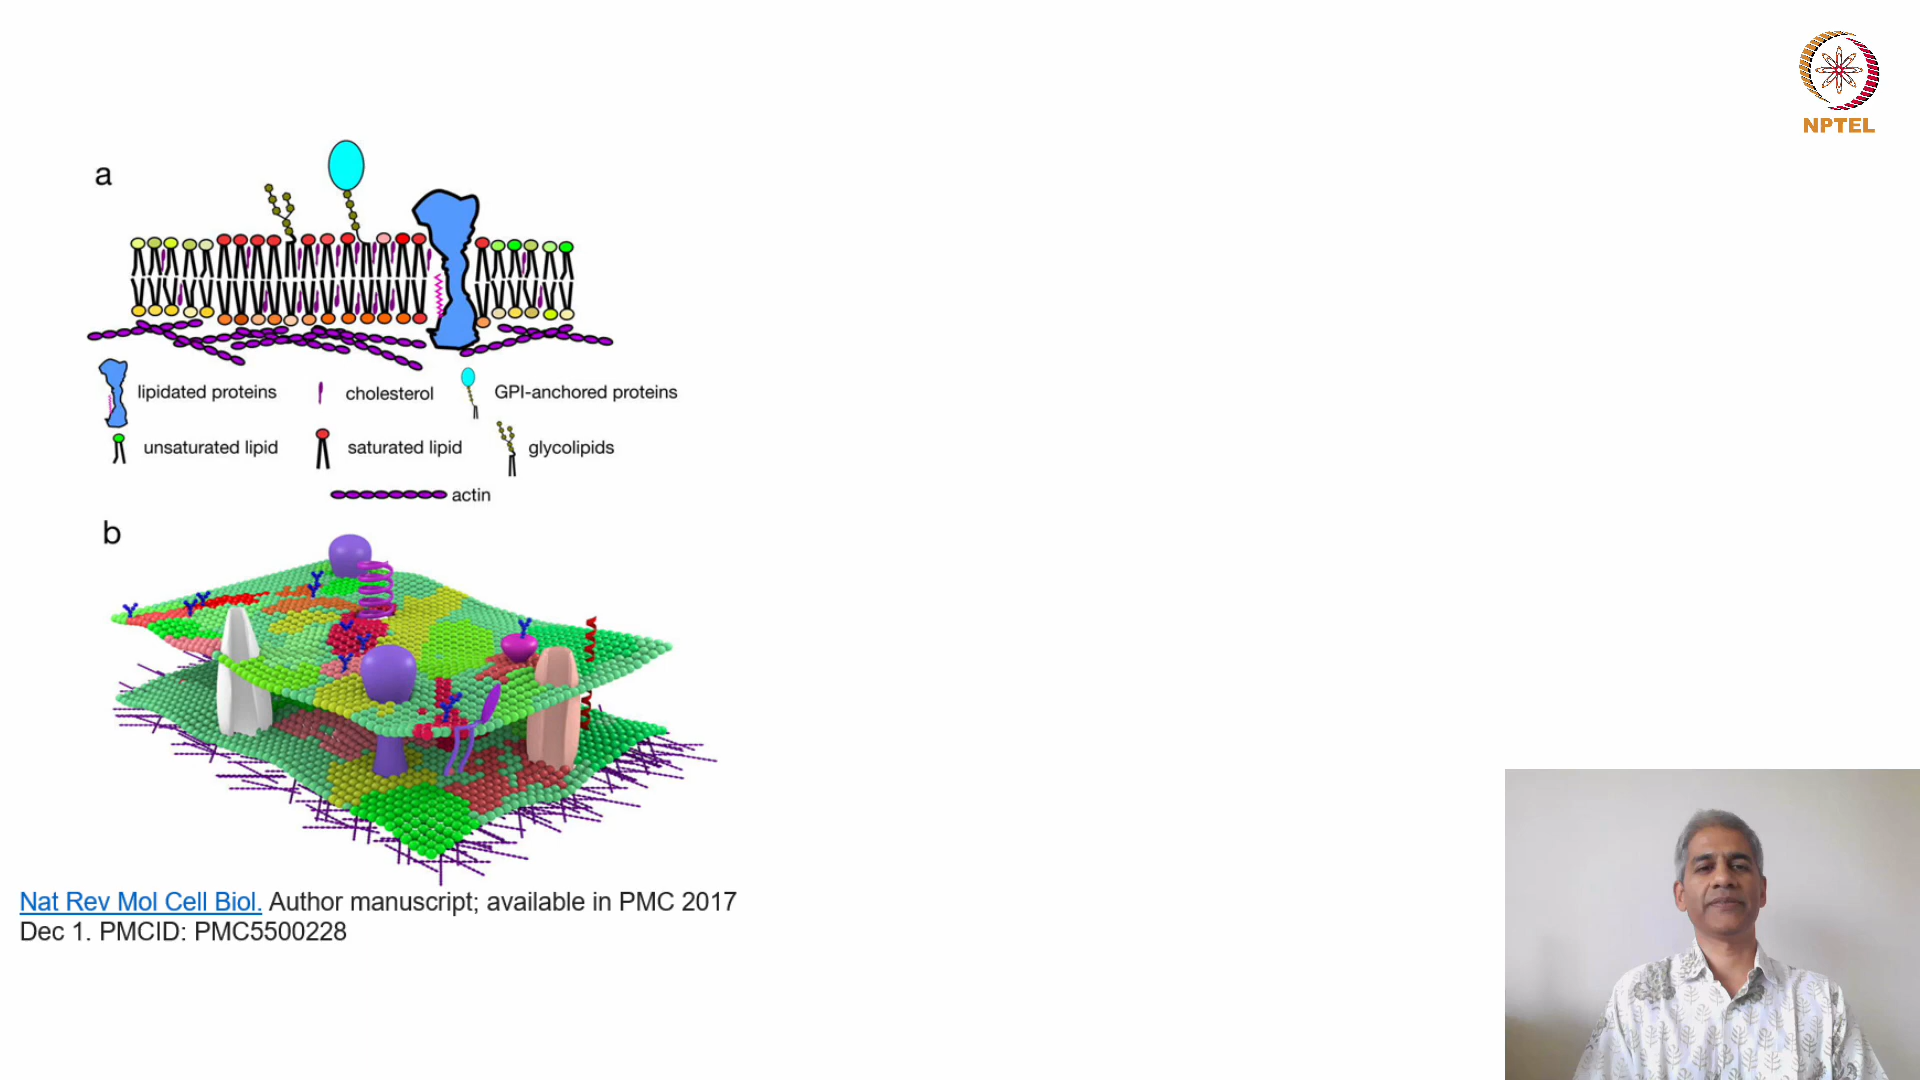 NPTEL
a
lipidated proteins
cholesterol
GPI-anchored proteins
unsaturated lipid
saturated lipid
glycolipids
actin
b
Nat Rev Mol Cell Biol. Author manuscript; available in PMC 2017
Dec 1. PMCID: PMC5500228